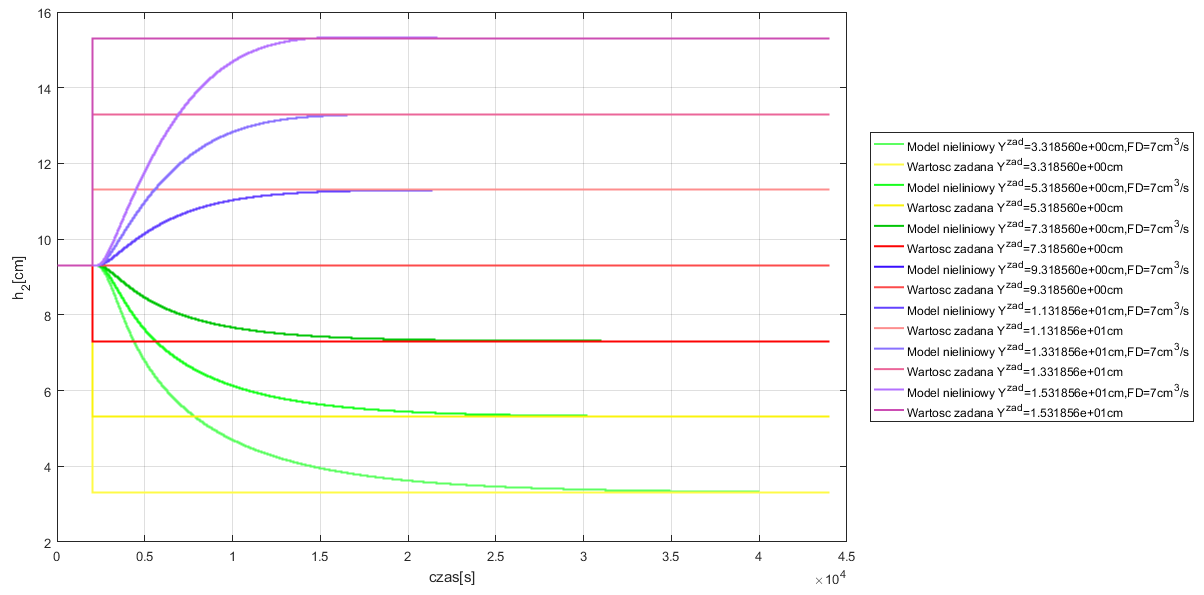 16
14
12
10
8
6
4
2
h2[cm]
0
0.5
1
1.5
2
2.5
3
3.5
4
4.5
×10^4
czas[s]
Model nieliniowy Y^zad=3.318560e+00cm,FD=7cm^3/s
Wartosc zadana Y^zad=3.318560e+00cm
Model nieliniowy Y^zad=5.318560e+00cm,FD=7cm^3/s
Wartosc zadana Y^zad=5.318560e+00cm
Model nieliniowy Y^zad=7.318560e+00cm,FD=7cm^3/s
Wartosc zadana Y^zad=7.318560e+00cm
Model nieliniowy Y^zad=9.318560e+00cm,FD=7cm^3/s
Wartosc zadana Y^zad=9.318560e+00cm
Model nieliniowy Y^zad=1.131856e+01cm,FD=7cm^3/s
Wartosc zadana Y^zad=1.131856e+01cm
Model nieliniowy Y^zad=1.331856e+01cm,FD=7cm^3/s
Wartosc zadana Y^zad=1.331856e+01cm
Model nieliniowy Y^zad=1.531856e+01cm,FD=7cm^3/s
Wartosc zadana Y^zad=1.531856e+01cm